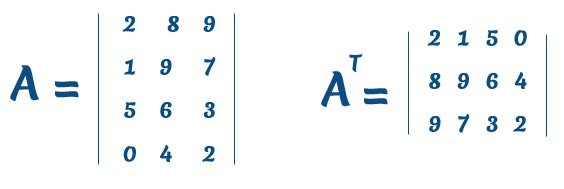 A = | 2 8 9 |
| 1 9 7 |
| 5 6 3 |
| 0 4 2 |
A^T = | 2 1 5 0 |
| 8 9 6 4 |
| 9 7 3 2 |